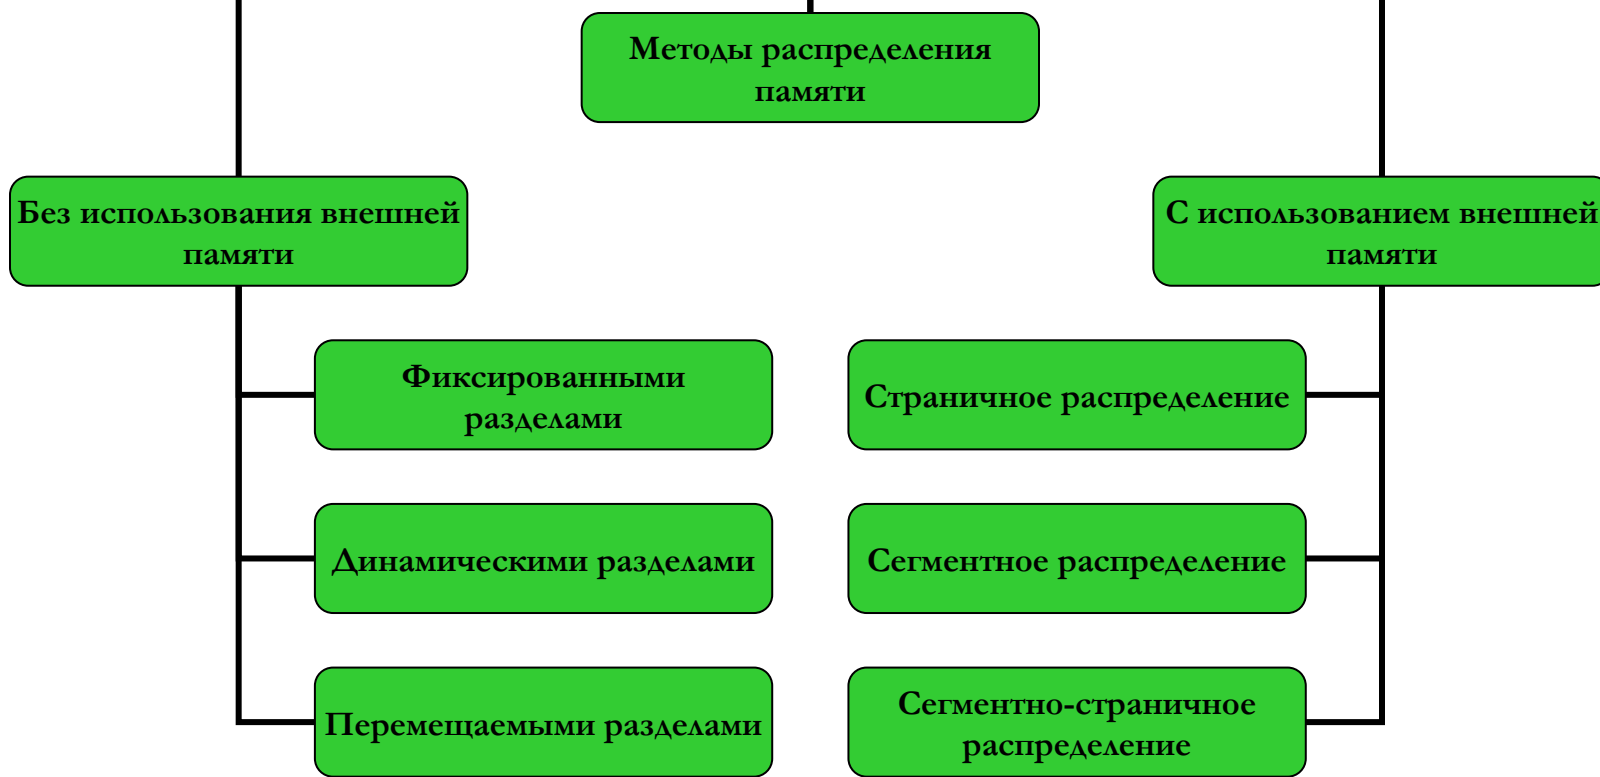 Методы распределения
памяти
Без использования внешней
памяти
С использованием внешней
памяти
Фиксированными
разделами
Страничное распределение
Динамическими разделами
Сегментное распределение
Перемещаемыми разделами
Сегментно-страничное
распределение